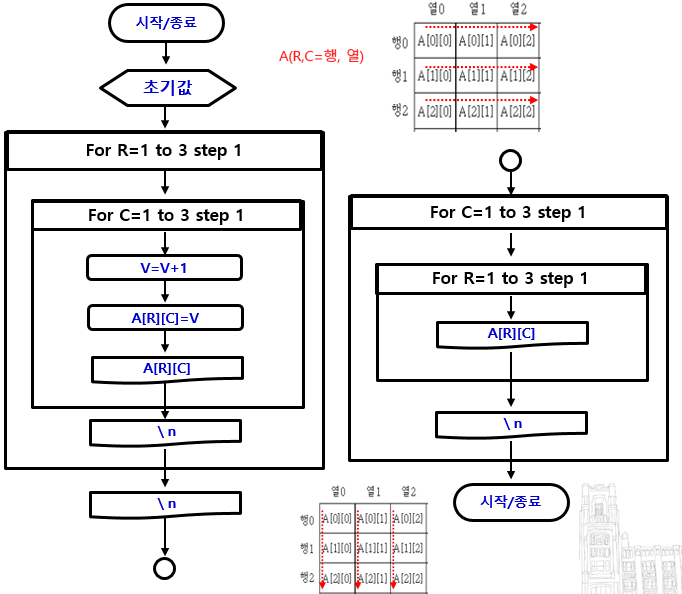 시작/종료
초기값
For R=1 to 3 step 1
For C=1 to 3 step 1
V=V+1
A[R][C]=V
A[R][C]
\ n
\ n
A(R,C=행, 열)
열0 열1 열2
행0 A[0][0] A[0][1] A[0][2]
행1 A[1][0] A[1][1] A[1][2]
행2 A[2][0] A[2][1] A[2][2]
For C=1 to 3 step 1
For R=1 to 3 step 1
A[R][C]
\ n
시작/종료
열0 열1 열2
행0 A[0][0] A[0][1] A[0][2]
행1 A[1][0] A[1][1] A[1][2]
행2 A[2][0] A[2][1] A[2][2]